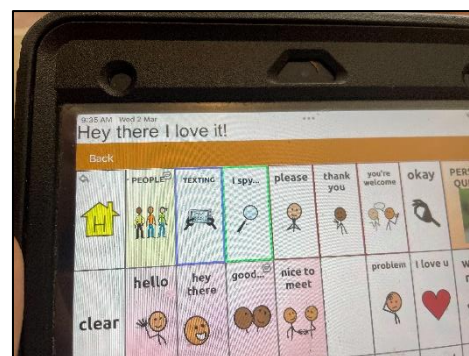 9:35 AM Wed 2 Mar
Hey there I love it!
Back
PEOPLE TEXTING I spy... please thank you you're welcome okay
H
clear hello hey there good... nice to meet problem I love u